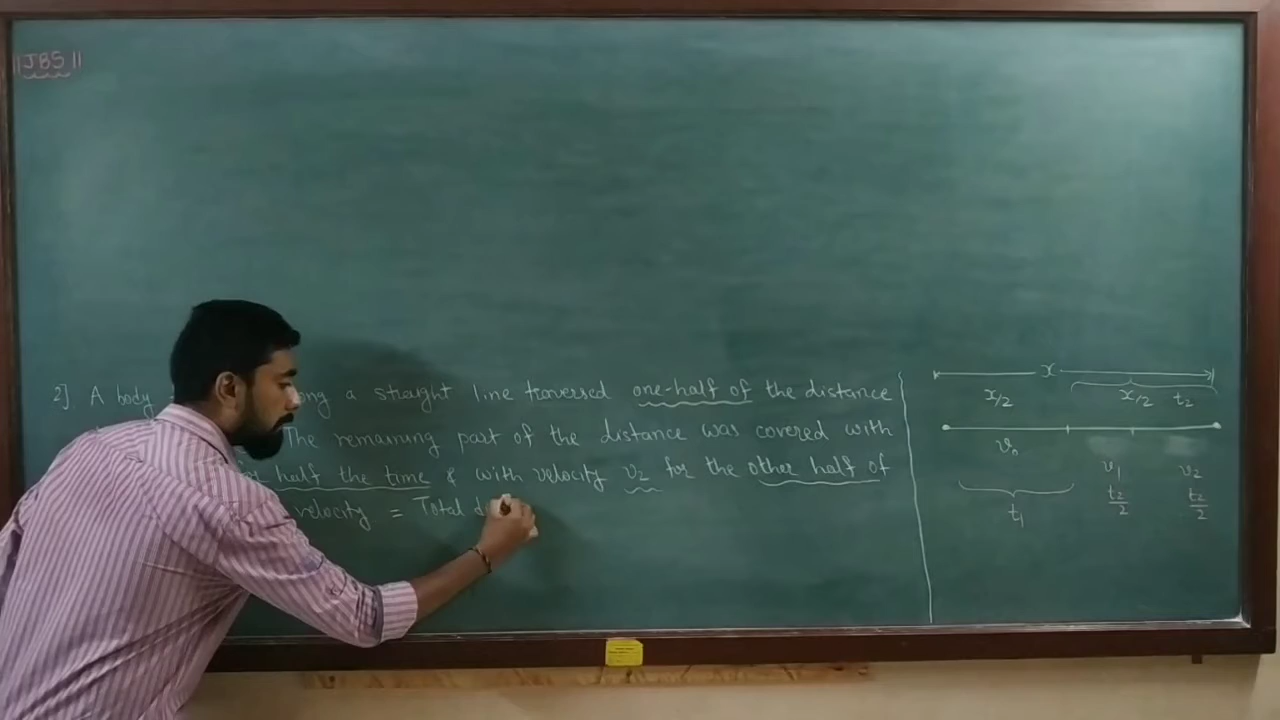 ||JBS||
2] A body a straight line traversed one-half of the distance
The remaining part of the distance was covered with
half the time & with velocity v2 for the other half of
velocity = Total
x
x/2 x/2 t2
v0
v1 v2
t2/2 t2/2
t1